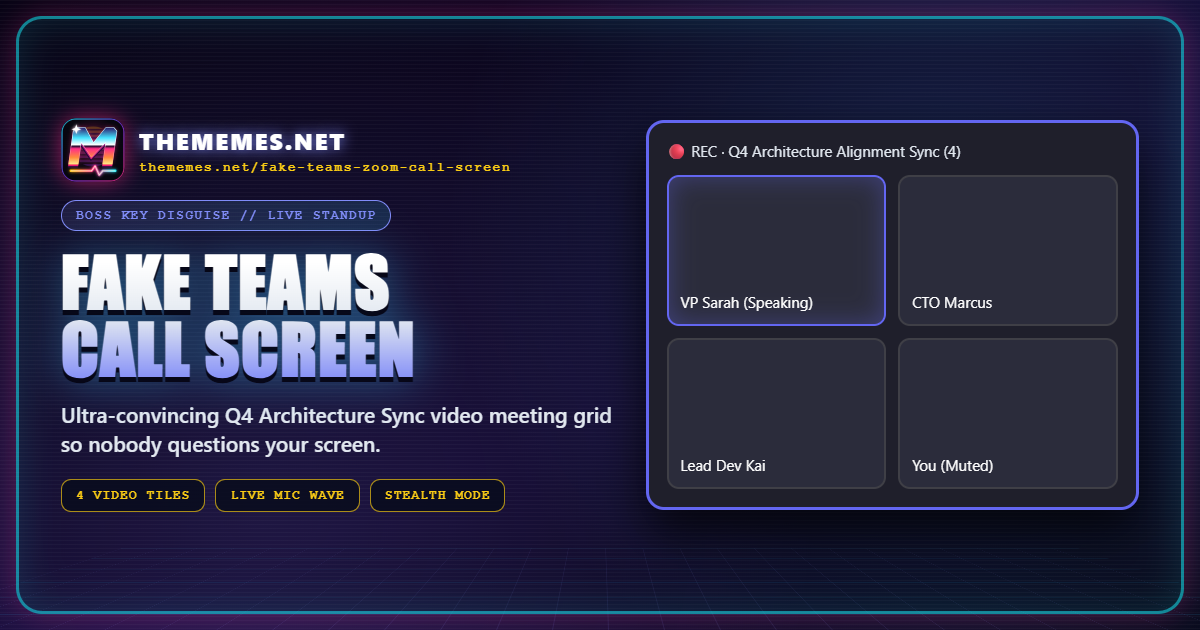 THEMEMES.NET
thememes.net/fake-teams-zoom-call-screen
BOSS KEY DISGUISE // LIVE STANDUP
FAKE TEAMS
CALL SCREEN
Ultra-convincing Q4 Architecture Sync video meeting grid
so nobody questions your screen.
4 VIDEO TILES
LIVE MIC WAVE
STEALTH MODE
REC · Q4 Architecture Alignment Sync (4)
VP Sarah (Speaking)
CTO Marcus
Lead Dev Kai
You (Muted)